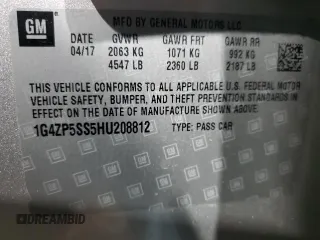 GM
MFD BY GENERAL MOTORS LLC
DATE GVWR GAWR FRT GAWR RR
04/17 2063 KG 1071 KG 992 KG
4547 LB 2360 LB 2187 LB
THIS VEHICLE CONFORMS TO ALL APPLICABLE U.S. FEDERAL MOTOR
VEHICLE SAFETY, BUMPER, AND THEFT PREVENTION STANDARDS IN
EFFECT ON THE DATE OF MANUFACTURE SHOWN ABOVE.
1G4ZP5SS5HU208812 TYPE: PASS CAR